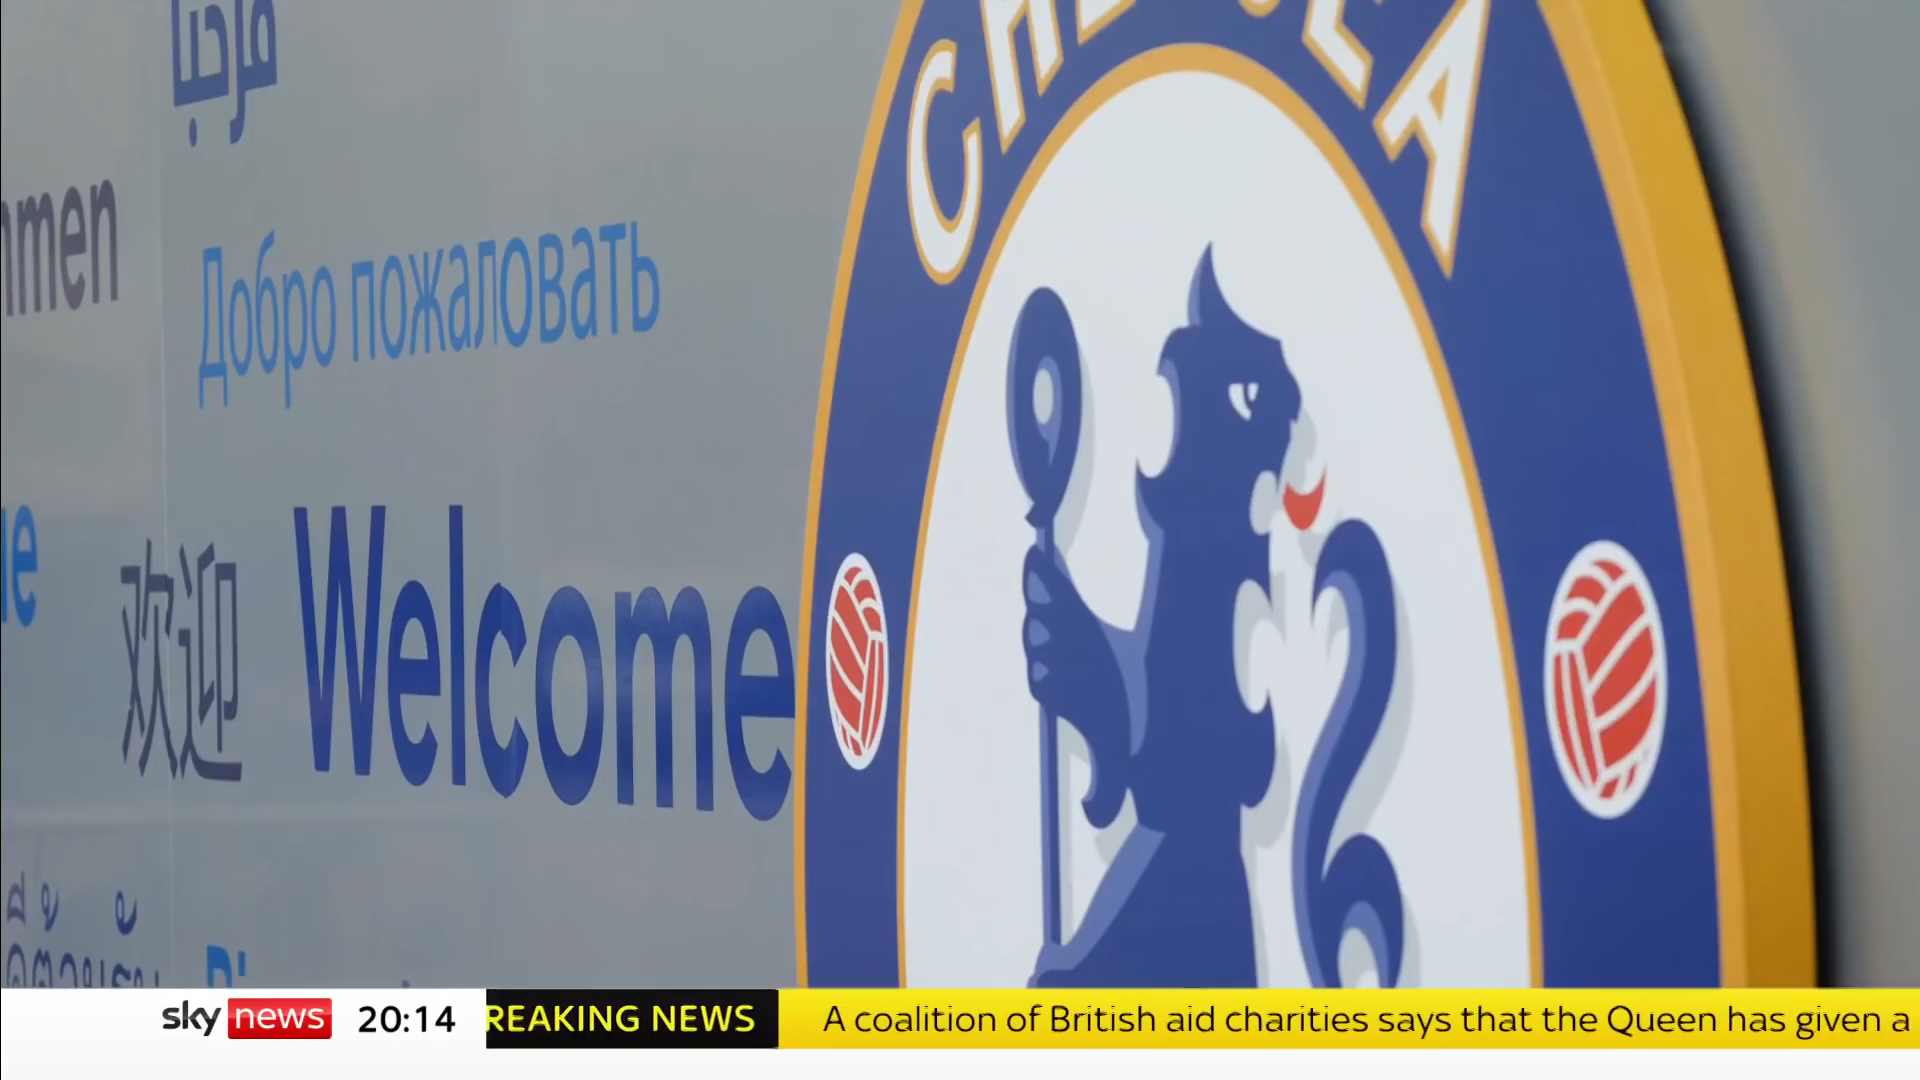 مرحبا
Добро пожаловать
欢迎
Welcome
CHELSEA
sky news 20:14 REAKING NEWS A coalition of British aid charities says that the Queen has given a